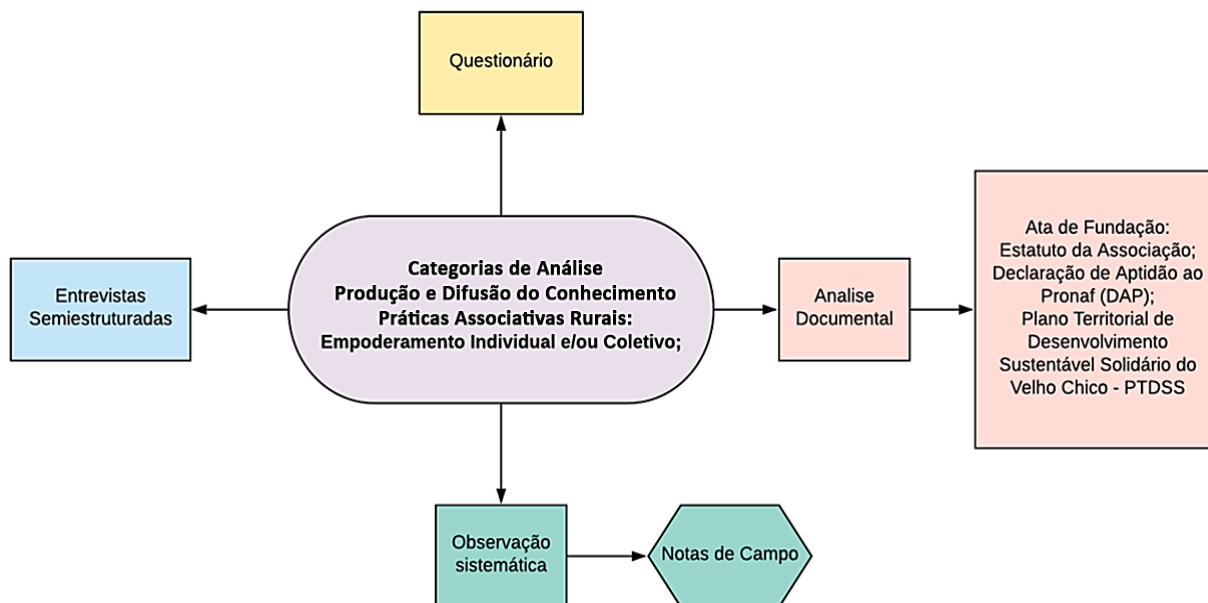 Questionário
Categorias de Análise
Produção e Difusão do Conhecimento
Práticas Associativas Rurais:
Empoderamento Individual e/ou Coletivo;
Entrevistas
Semiestruturadas
Analise
Documental
Ata de Fundação:
Estatuto da Associação;
Declaração de Aptidão ao
Pronaf (DAP);
Plano Territorial de
Desenvolvimento
Sustentável Solidário do
Velho Chico - PTDSS
Observação
sistemática
Notas de Campo